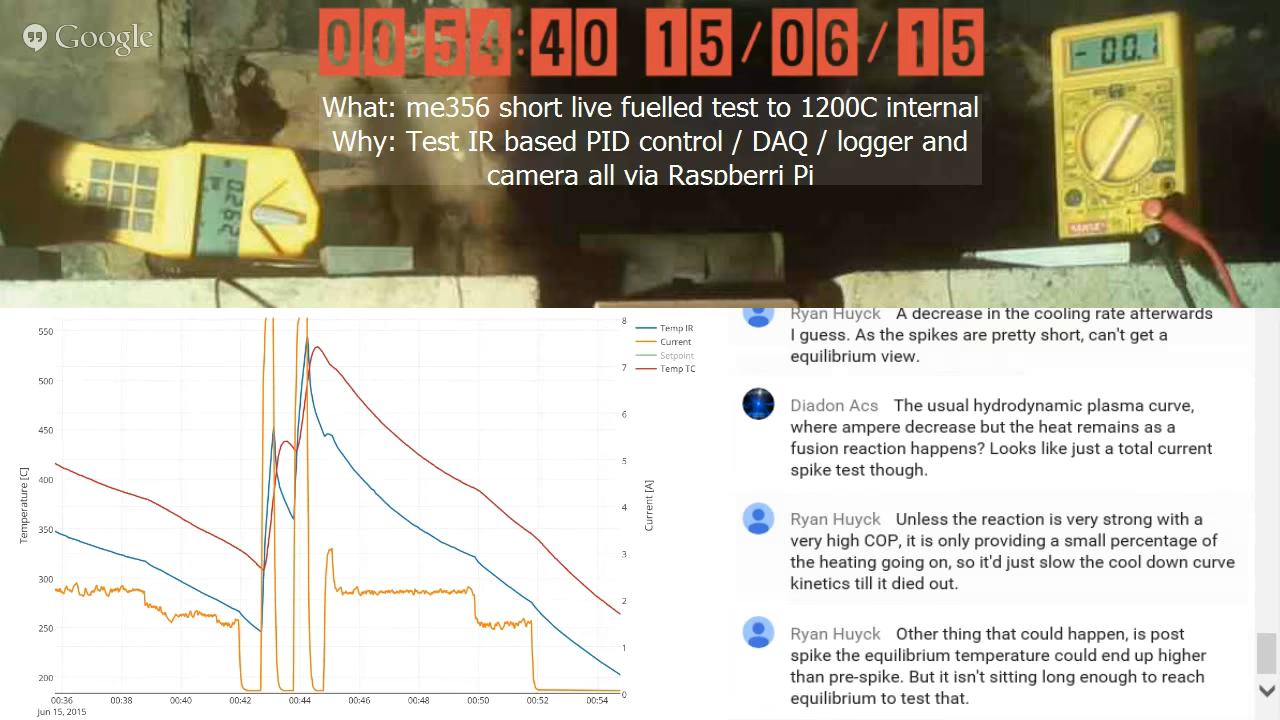 Google
00:54:40 15/06/15
What: me356 short live fuelled test to 1200C internal
Why: Test IR based PID control / DAQ / logger and
camera all via Raspberri Pi
- 00.1
550
500
450
400
350
300
250
200
Temperature [C]
00:36
00:38
00:40
00:42
00:44
00:46
00:48
00:50
00:52
00:54
Jun 15, 2015
8
7
6
5
4
3
2
1
0
Current [A]
Temp IR
Current
Setpoint
Temp TC
Ryan Huyck A decrease in the cooling rate afterwards
I guess. As the spikes are pretty short, can't get a
equilibrium view.
Diadon Acs The usual hydrodynamic plasma curve,
where ampere decrease but the heat remains as a
fusion reaction happens? Looks like just a total current
spike test though.
Ryan Huyck Unless the reaction is very strong with a
very high COP, it is only providing a small percentage of
the heating going on, so it'd just slow the cool down curve
kinetics till it died out.
Ryan Huyck Other thing that could happen, is post
spike the equilibrium temperature could end up higher
than pre-spike. But it isn't sitting long enough to reach
equilibrium to test that.